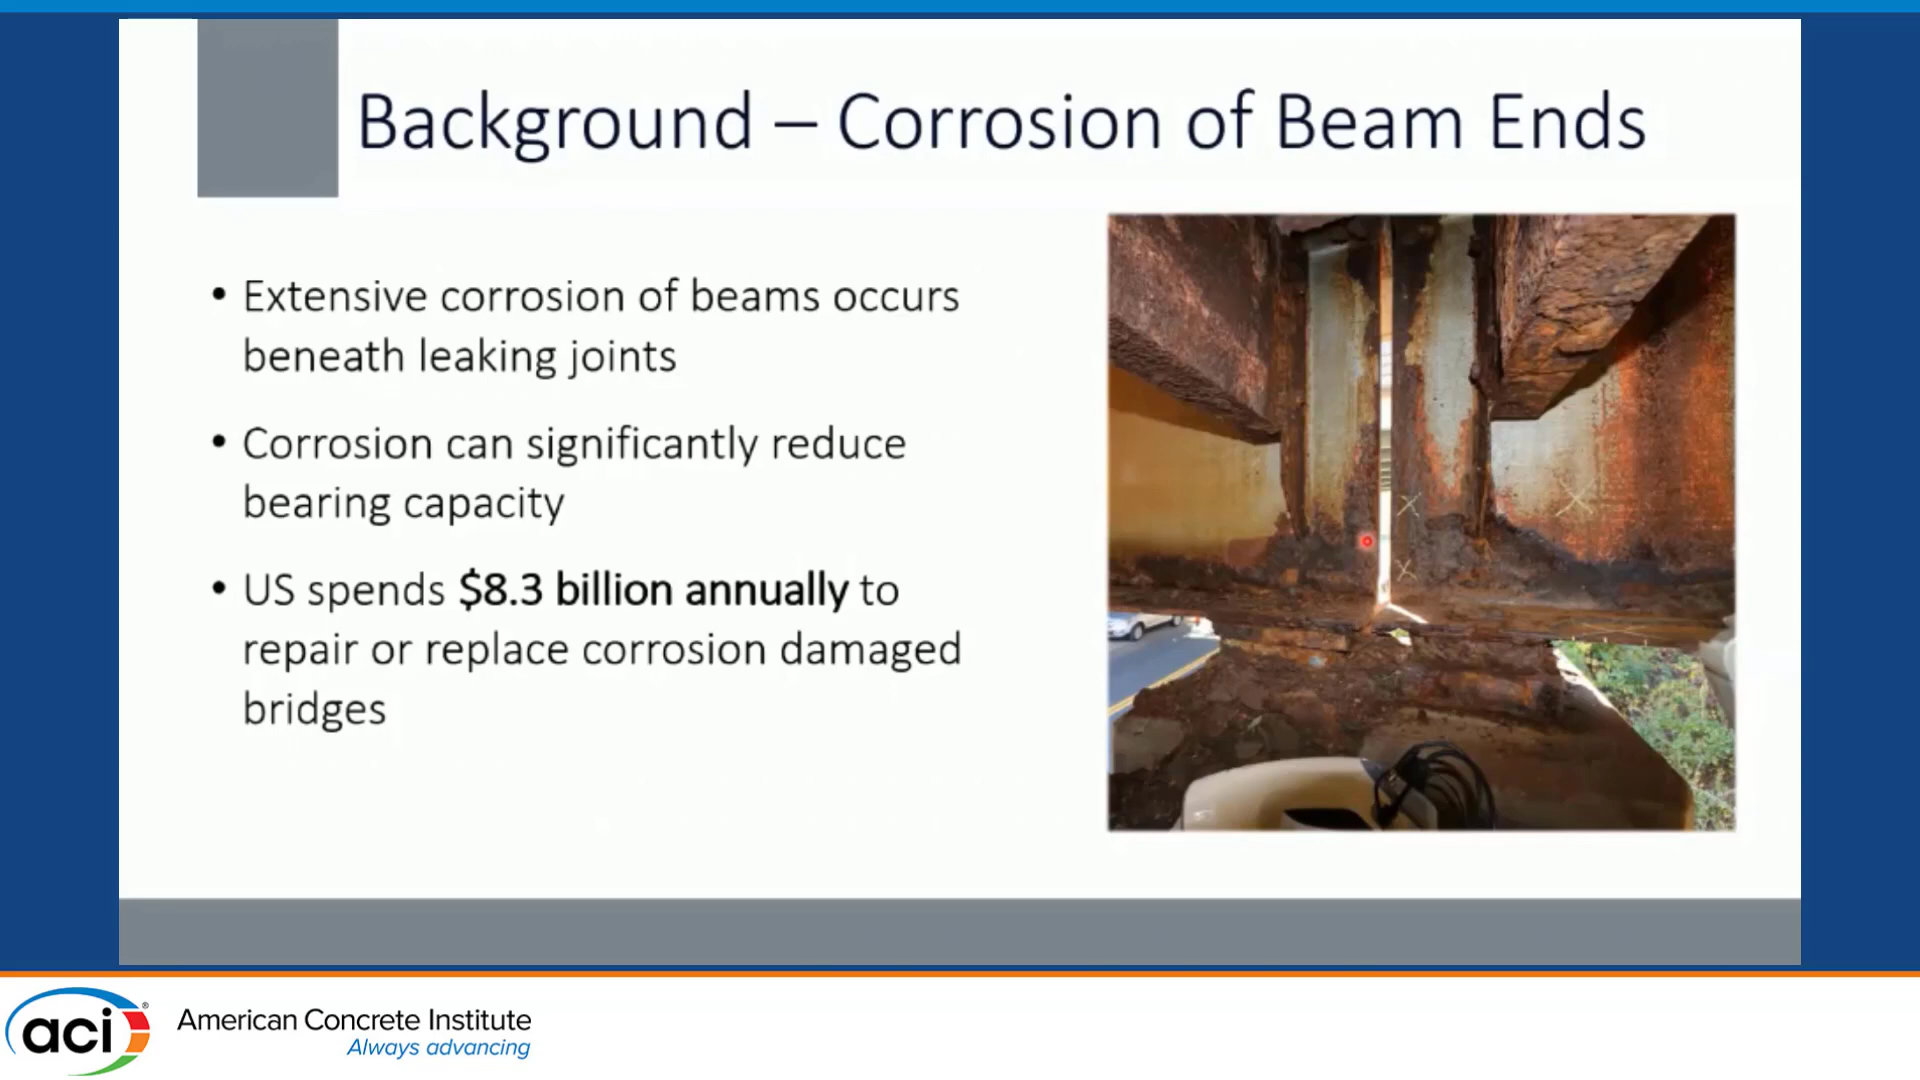 Background – Corrosion of Beam Ends
• Extensive corrosion of beams occurs
beneath leaking joints
• Corrosion can significantly reduce
bearing capacity
• US spends $8.3 billion annually to
repair or replace corrosion damaged
bridges
aci®
American Concrete Institute
Always advancing